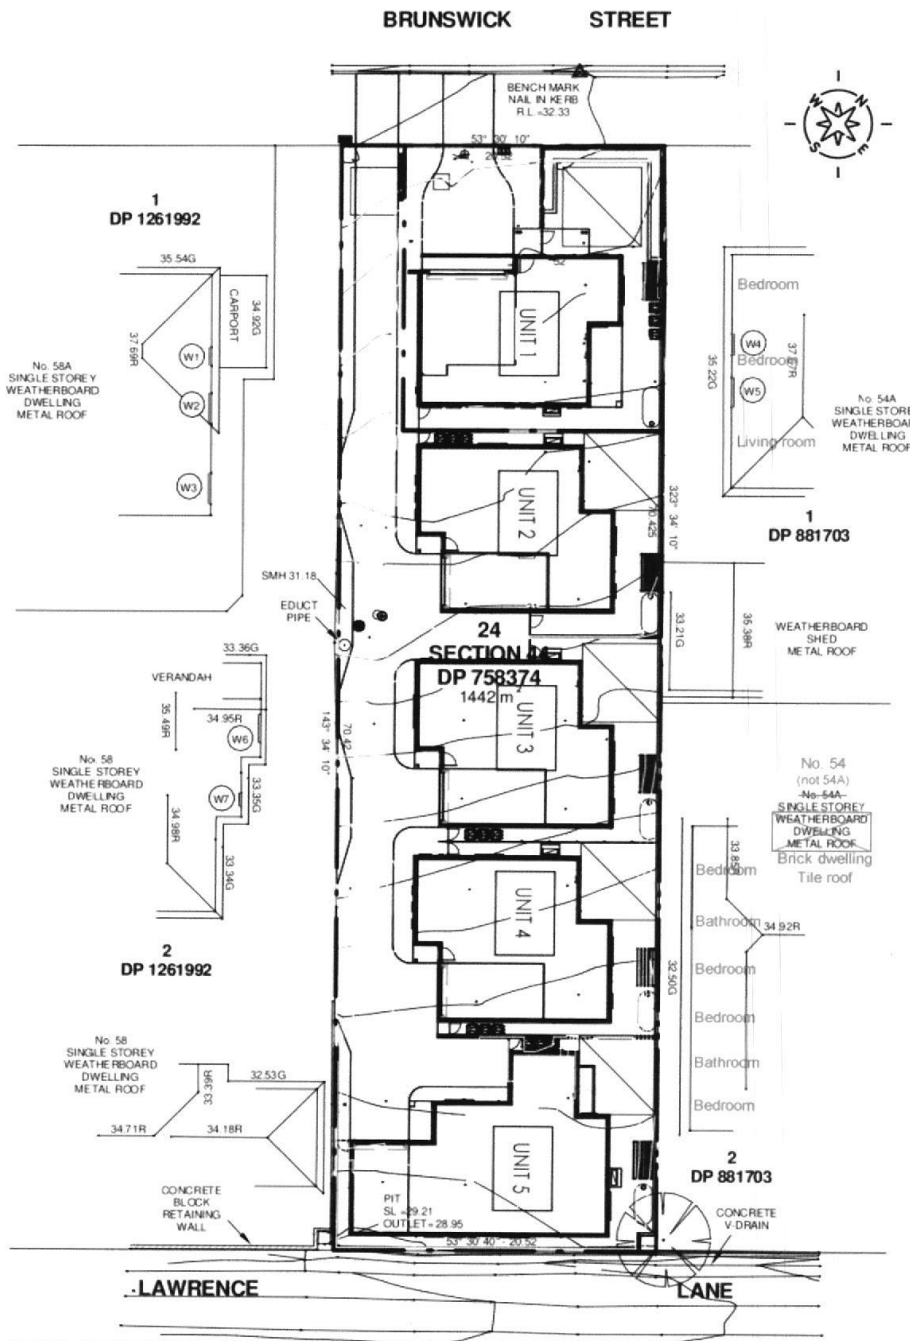 BRUNSWICK STREET
BENCH MARK
NAIL IN KERB
R.L. =32.33
53° 30' 10"
20.52
N
W
S
E
1
DP 1261992
35.54G
CARPORT
34.92G
37.69R
No. 58A
SINGLE STOREY
WEATHERBOARD
DWELLING
METAL ROOF
W1
W2
W3
UNIT 1
Bedroom
W4
Bedroom
W5
35.22G
Living room
No. 54A
SINGLE STORE
WEATHERBOAR
DWELLING
METAL ROOF
1
DP 881703
UNIT 2
323° 34' 10"
70.425
SMH 31.18
EDUCT
PIPE
24
SECTION 44
DP 758374
1442 m²
33.21G
35.38R
WEATHERBOARD
SHED
METAL ROOF
33.36G
VERANDAH
35.49R
34.95R
W6
No. 58
SINGLE STOREY
WEATHERBOARD
DWELLING
METAL ROOF
W7
33.35G
34.98R
33.34G
143° 34' 10"
70.42
UNIT 3
No. 54
(not 54A)
No. 54A
SINGLE STOREY
WEATHERBOARD
DWELLING
METAL ROOF
Brick dwelling
Tile roof
UNIT 4
Bedroom
Bathroom
34.92R
Bedroom
32.50G
Bedroom
Bathroom
Bedroom
2
DP 1261992
No. 58
SINGLE STOREY
WEATHERBOARD
DWELLING
METAL ROOF
33.39R
32.53G
34.71R
34.18R
UNIT 5
2
DP 881703
CONCRETE
BLOCK
RETAINING
WALL
PIT
SL =29.21
OUTLET=28.95
53° 30' 40" - 20.52
CONCRETE
V-DRAIN
LAWRENCE LANE